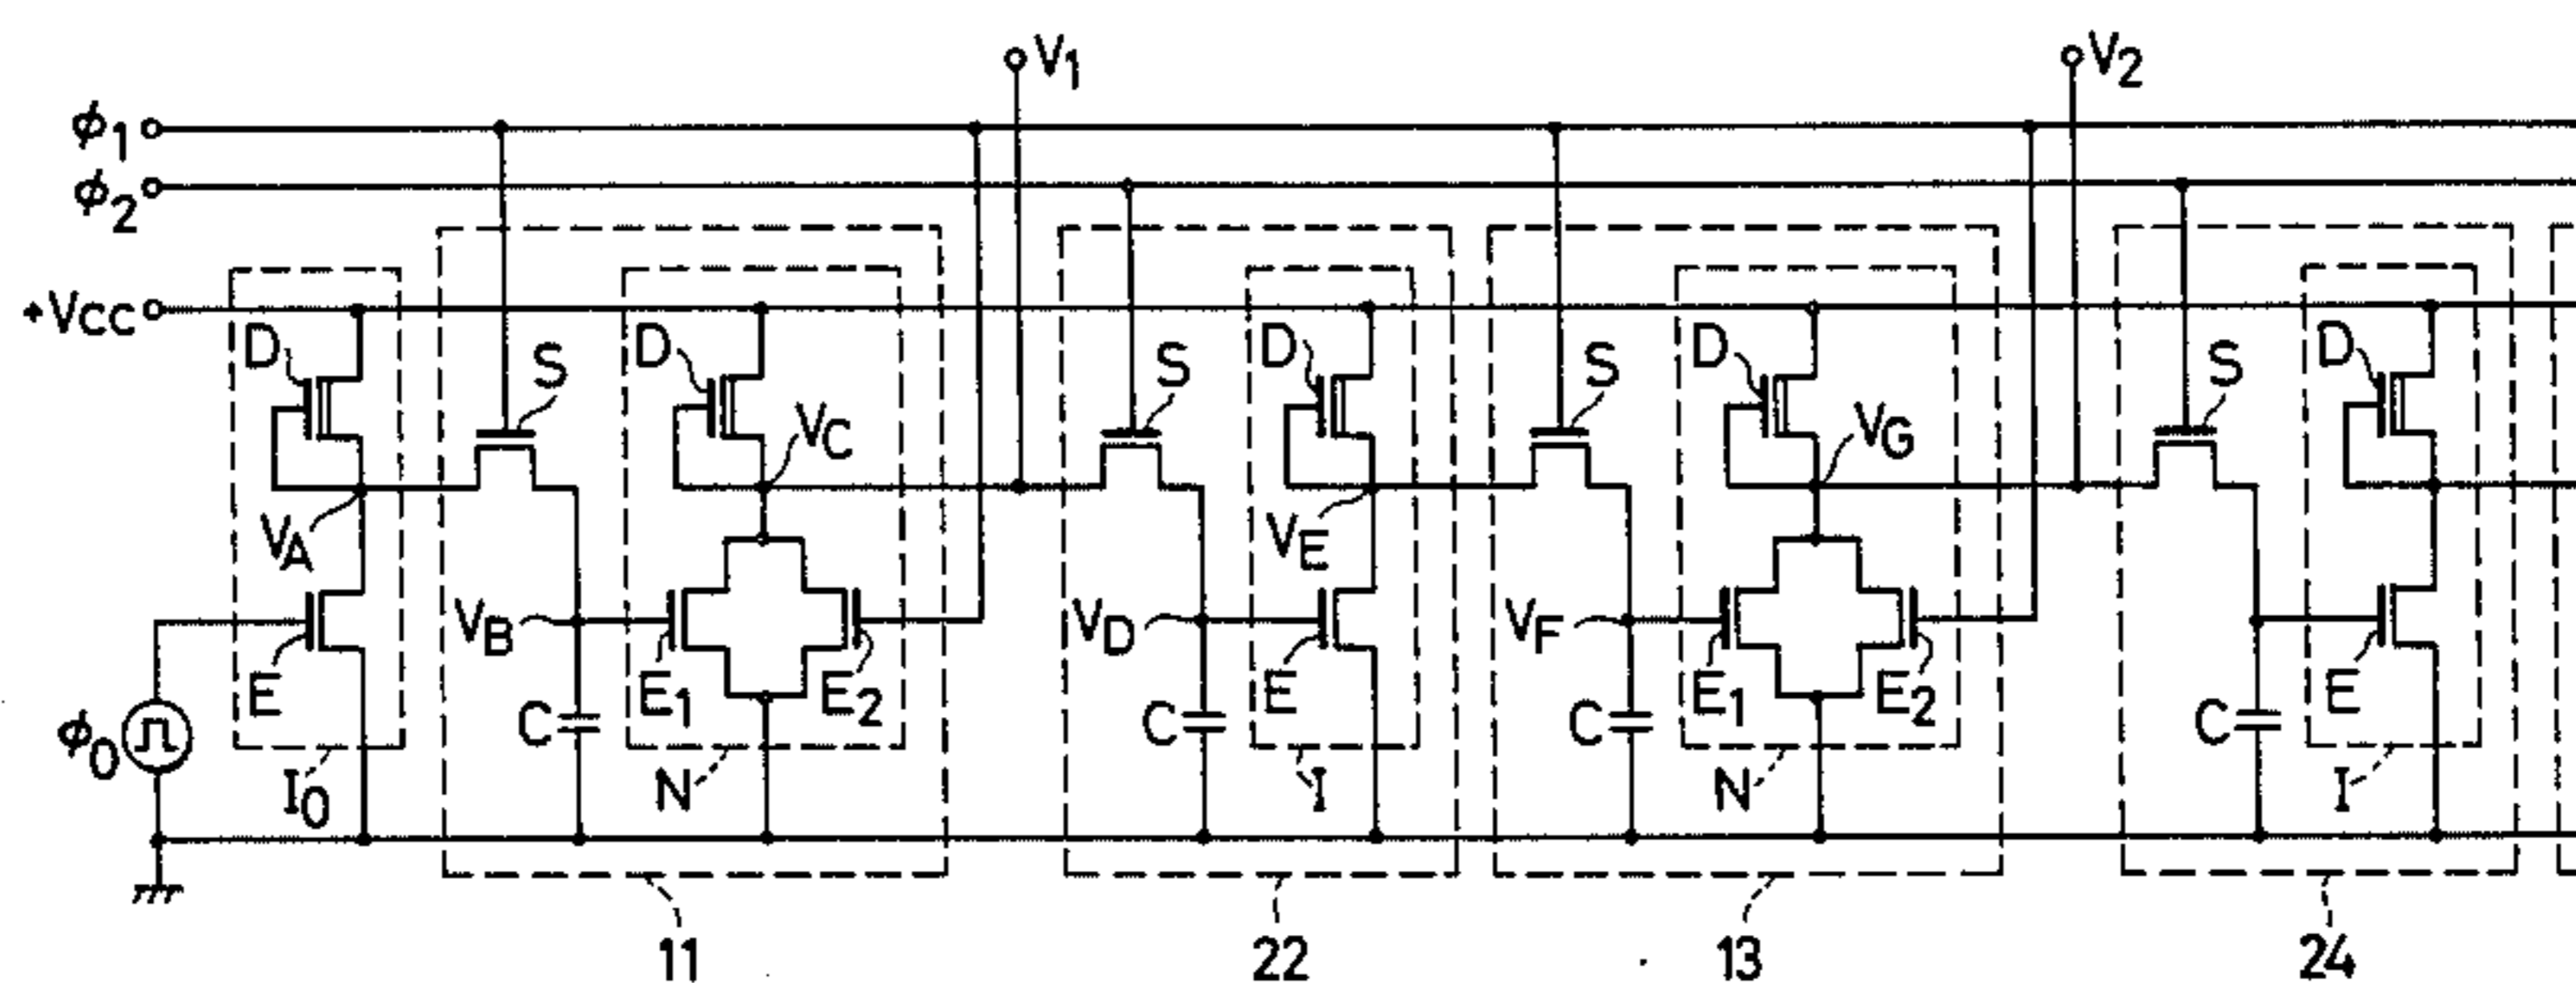 V1 V2
ϕ1
ϕ2
+VCC
D S D VC S D S D VG S D
VA VE
VB VD VF
E E1 E2 E E1 E2 E
C C C C
ϕ0
I0 N I N I
11 22 13 24